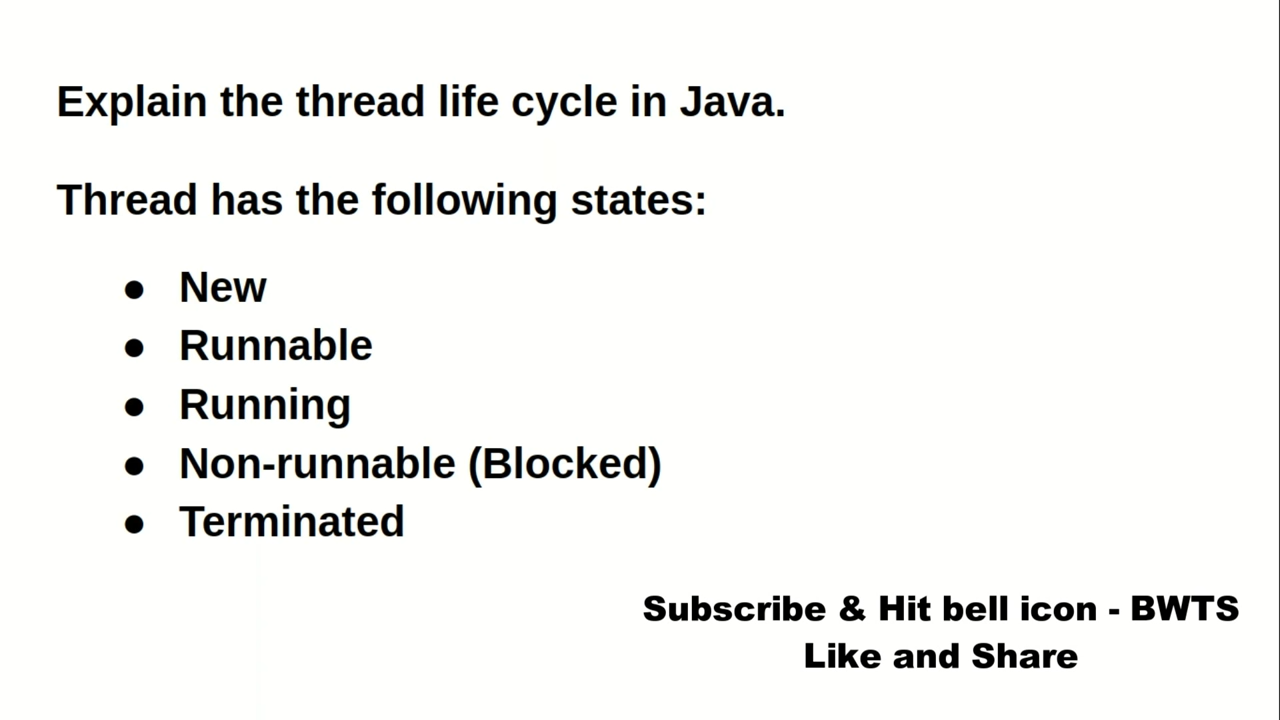 Explain the thread life cycle in Java.
Thread has the following states:
● New
● Runnable
● Running
● Non-runnable (Blocked)
● Terminated
Subscribe & Hit bell icon - BWTS
Like and Share